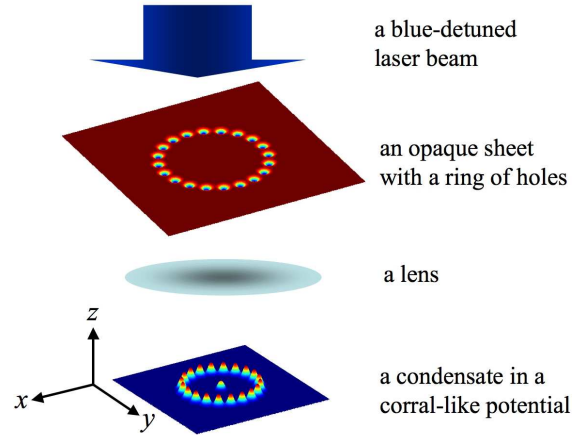 a blue-detuned
laser beam
an opaque sheet
with a ring of holes
a lens
z
x
y
a condensate in a
corral-like potential